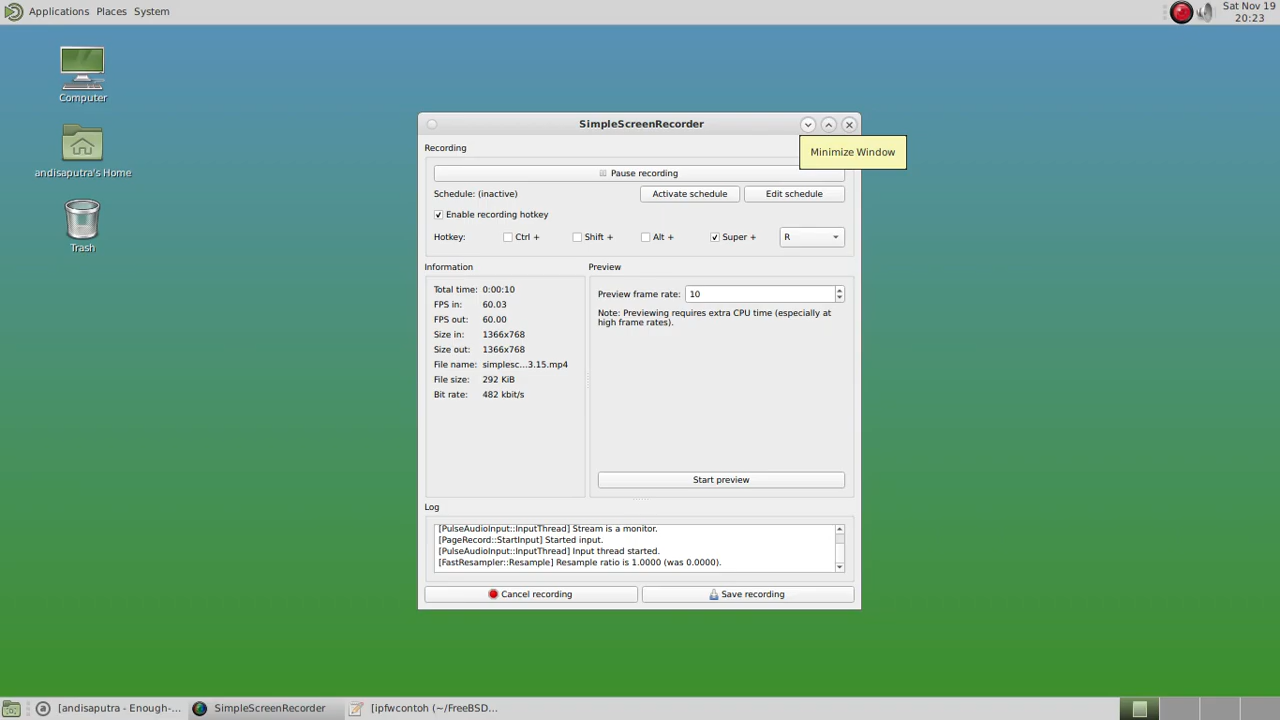 Applications Places System
Sat Nov 19
20:23
Computer
andisaputra's Home
Trash
SimpleScreenRecorder
Minimize Window
Recording
Pause recording
Schedule: (inactive) Activate schedule Edit schedule
Enable recording hotkey
Hotkey: Ctrl + Shift + Alt + Super + R
Information
Total time: 0:00:10
FPS in: 60.03
FPS out: 60.00
Size in: 1366x768
Size out: 1366x768
File name: simplesc...3.15.mp4
File size: 292 KiB
Bit rate: 482 kbit/s
Preview
Preview frame rate: 10
Note: Previewing requires extra CPU time (especially at
high frame rates).
Start preview
Log
[PulseAudioInput::InputThread] Stream is a monitor.
[PageRecord::StartInput] Started input.
[PulseAudioInput::InputThread] Input thread started.
[FastResampler::Resample] Resample ratio is 1.0000 (was 0.0000).
Cancel recording Save recording
[andisaputra - Enough-... SimpleScreenRecorder [ipfwcontoh (~/FreeBSD...